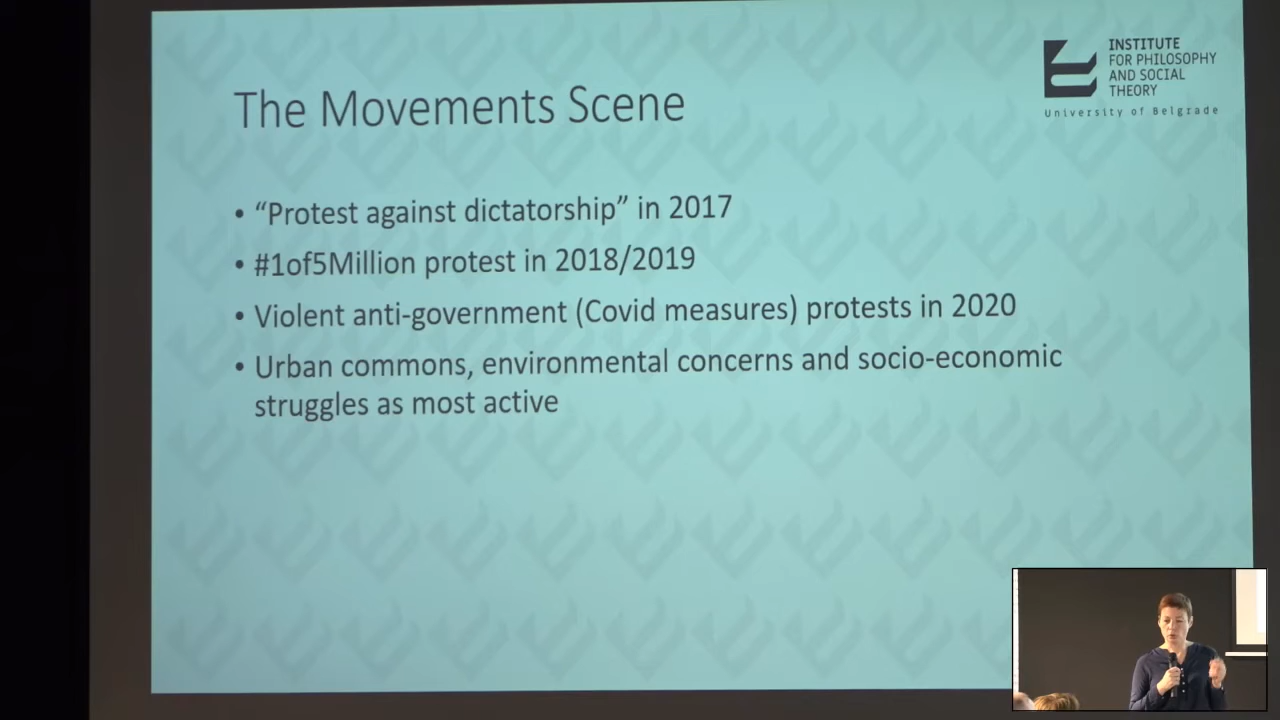 The Movements Scene
INSTITUTE
FOR PHILOSOPHY
AND SOCIAL
THEORY
University of Belgrade
• “Protest against dictatorship” in 2017
• #1of5Million protest in 2018/2019
• Violent anti-government (Covid measures) protests in 2020
• Urban commons, environmental concerns and socio-economic
struggles as most active